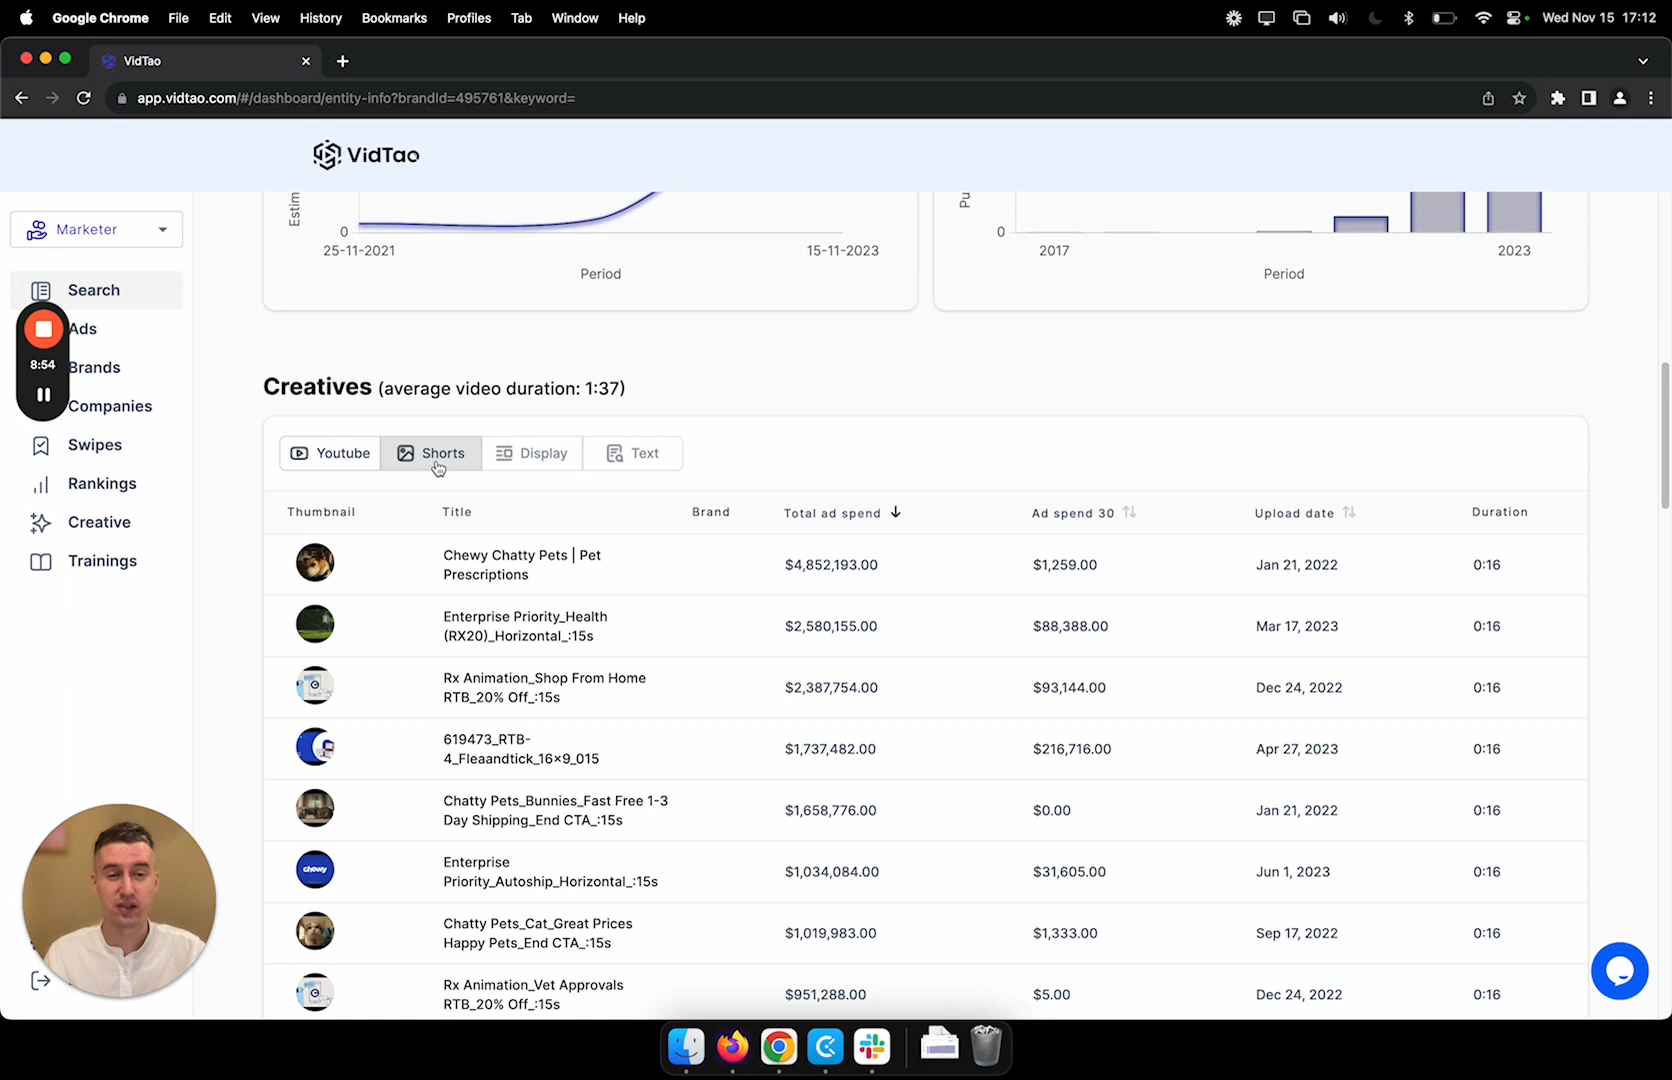 Google Chrome File Edit View History Bookmarks Profiles Tab Window Help Wed Nov 15 17:12
VidTao
app.vidtao.com/#/dashboard/entity-info?brandId=495761&keyword=
VidTao
Marketer
Search
Ads
8:54
Brands
Companies
Swipes
Rankings
Creative
Trainings
0
25-11-2021 15-11-2023
Period
0
2017 2023
Period
Creatives (average video duration: 1:37)
Youtube Shorts Display Text
Thumbnail Title Brand Total ad spend Ad spend 30 Upload date Duration
Chewy Chatty Pets | Pet
Prescriptions
$4,852,193.00 $1,259.00 Jan 21, 2022 0:16
Enterprise Priority_Health
(RX20)_Horizontal_:15s
$2,580,155.00 $88,388.00 Mar 17, 2023 0:16
Rx Animation_Shop From Home
RTB_20% Off_:15s
$2,387,754.00 $93,144.00 Dec 24, 2022 0:16
619473_RTB-
4_Fleaandtick_16x9_015
$1,737,482.00 $216,716.00 Apr 27, 2023 0:16
Chatty Pets_Bunnies_Fast Free 1-3
Day Shipping_End CTA_:15s
$1,658,776.00 $0.00 Jan 21, 2022 0:16
chewy
Enterprise
Priority_Autoship_Horizontal_:15s
$1,034,084.00 $31,605.00 Jun 1, 2023 0:16
Chatty Pets_Cat_Great Prices
Happy Pets_End CTA_:15s
$1,019,983.00 $1,333.00 Sep 17, 2022 0:16
Rx Animation_Vet Approvals
RTB_20% Off_:15s
$951,288.00 $5.00 Dec 24, 2022 0:16